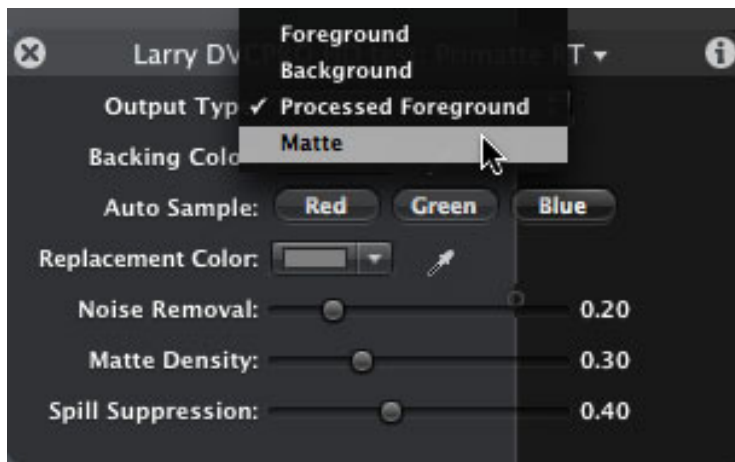 Foreground
Larry DV T
Background
Output Typ ✓ Processed Foreground
Backing Colo Matte
Auto Sample: Red Green Blue
Replacement Color:
Noise Removal: 0.20
Matte Density: 0.30
Spill Suppression: 0.40